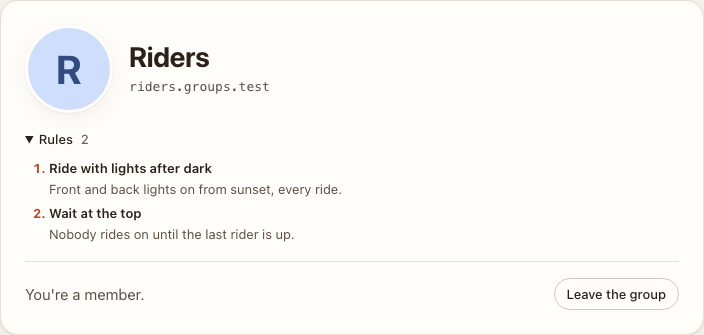 R
Riders
riders.groups.test
▼ Rules 2
1. Ride with lights after dark
Front and back lights on from sunset, every ride.
2. Wait at the top
Nobody rides on until the last rider is up.
You're a member.
Leave the group